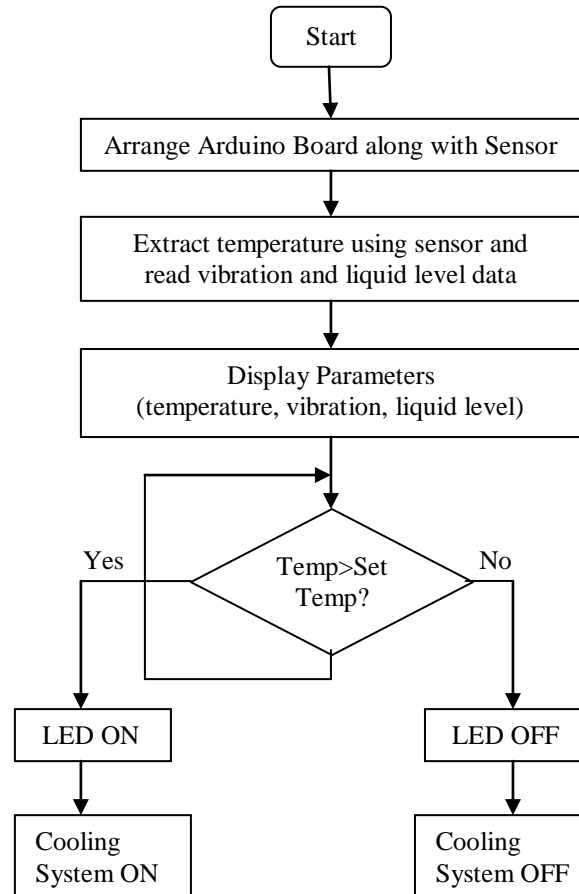 Start
Arrange Arduino Board along with Sensor
Extract temperature using sensor and
read vibration and liquid level data
Display Parameters
(temperature, vibration, liquid level)
Yes
Temp>Set
Temp?
No
LED ON
LED OFF
Cooling
System ON
Cooling
System OFF